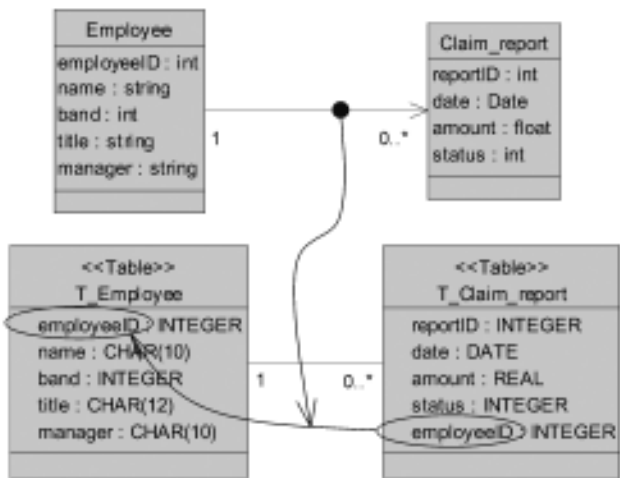 Employee
employeeID : int
name : string
band : int
title : string
manager : string
Claim_report
reportID : int
date : Date
amount : float
status : int
1
0..*
<<Table>>
T_Employee
employeeID : INTEGER
name : CHAR(10)
band : INTEGER
title : CHAR(12)
manager : CHAR(10)
1
0..*
<<Table>>
T_Claim_report
reportID : INTEGER
date : DATE
amount : REAL
status : INTEGER
employeeID : INTEGER